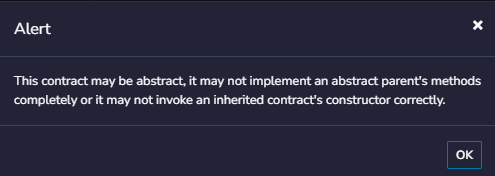 Alert
This contract may be abstract, it may not implement an abstract parent's methods
completely or it may not invoke an inherited contract's constructor correctly.
OK